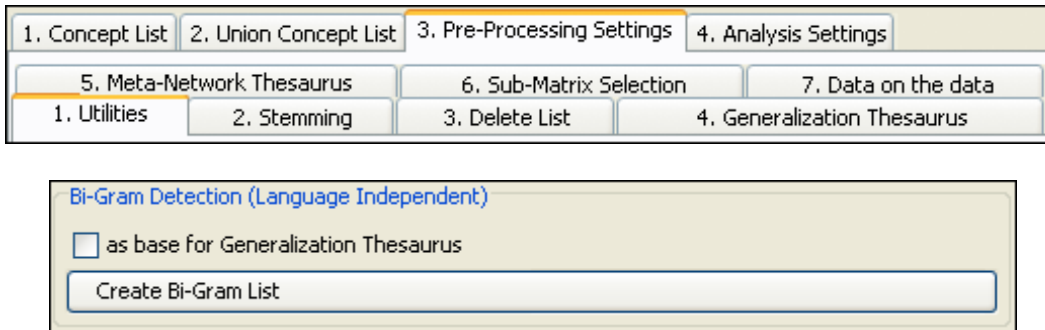 1. Concept List 2. Union Concept List 3. Pre-Processing Settings 4. Analysis Settings
5. Meta-Network Thesaurus 6. Sub-Matrix Selection 7. Data on the data
1. Utilities 2. Stemming 3. Delete List 4. Generalization Thesaurus
Bi-Gram Detection (Language Independent)
as base for Generalization Thesaurus
Create Bi-Gram List